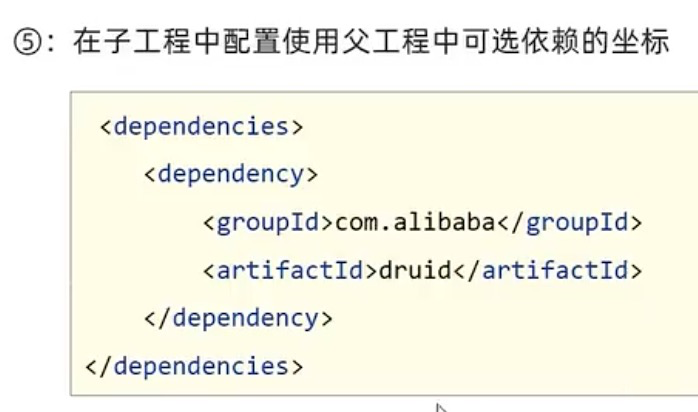 ⑤：在子工程中配置使用父工程中可选依赖的坐标
<dependencies>
<dependency>
<groupId>com.alibaba</groupId>
<artifactId>druid</artifactId>
</dependency>
</dependencies>